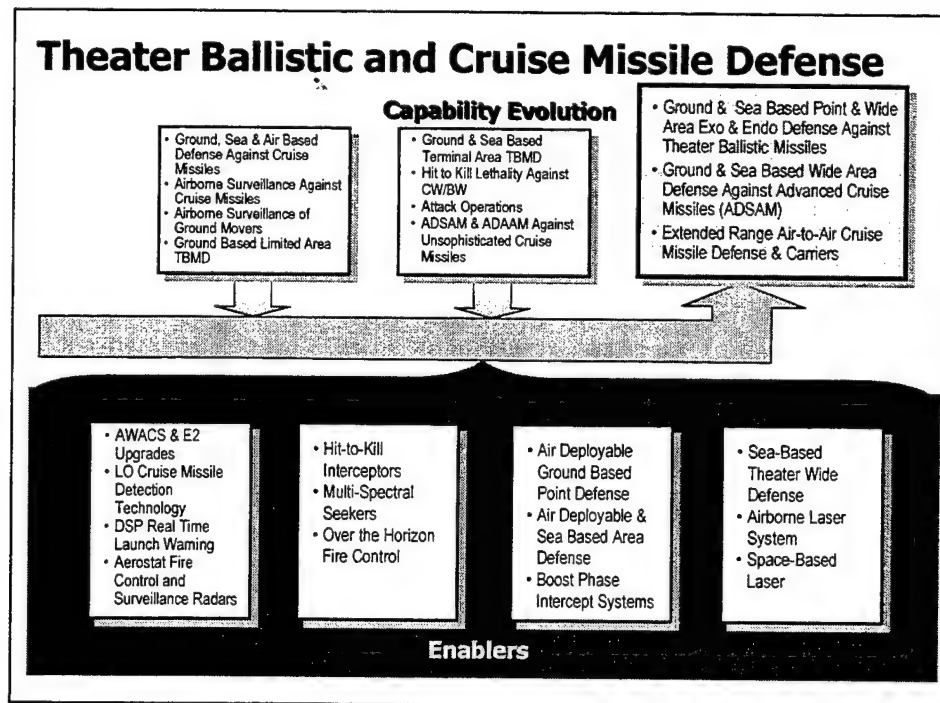 Theater Ballistic and Cruise Missile Defense
Capability Evolution
• Ground, Sea & Air Based
Defense Against Cruise
Missiles
• Airborne Surveillance Against
Cruise Missiles
• Airborne Surveillance of
Ground Movers
• Ground Based Limited Area
TBMD
• Ground & Sea Based
Terminal Area TBMD
• Hit to Kill Lethality Against
CW/BW
• Attack Operations
• ADSAM & ADAAM Against
Unsophisticated Cruise
Missiles
• Ground & Sea Based Point & Wide
Area Exo & Endo Defense Against
Theater Ballistic Missiles
• Ground & Sea Based Wide Area
Defense Against Advanced Cruise
Missiles (ADSAM)
• Extended Range Air-to-Air Cruise
Missile Defense & Carriers
• AWACS & E2
Upgrades
• LO Cruise Missile
Detection
Technology
• DSP Real Time
Launch Warning
• Aerostat Fire
Control and
Surveillance Radars
• Hit-to-Kill
Interceptors
• Multi-Spectral
Seekers
• Over the Horizon
Fire Control
• Air Deployable
Ground Based
Point Defense
• Air Deployable &
Sea Based Area
Defense
• Boost Phase
Intercept Systems
• Sea-Based
Theater Wide
Defense
• Airborne Laser
System
• Space-Based
Laser
Enablers